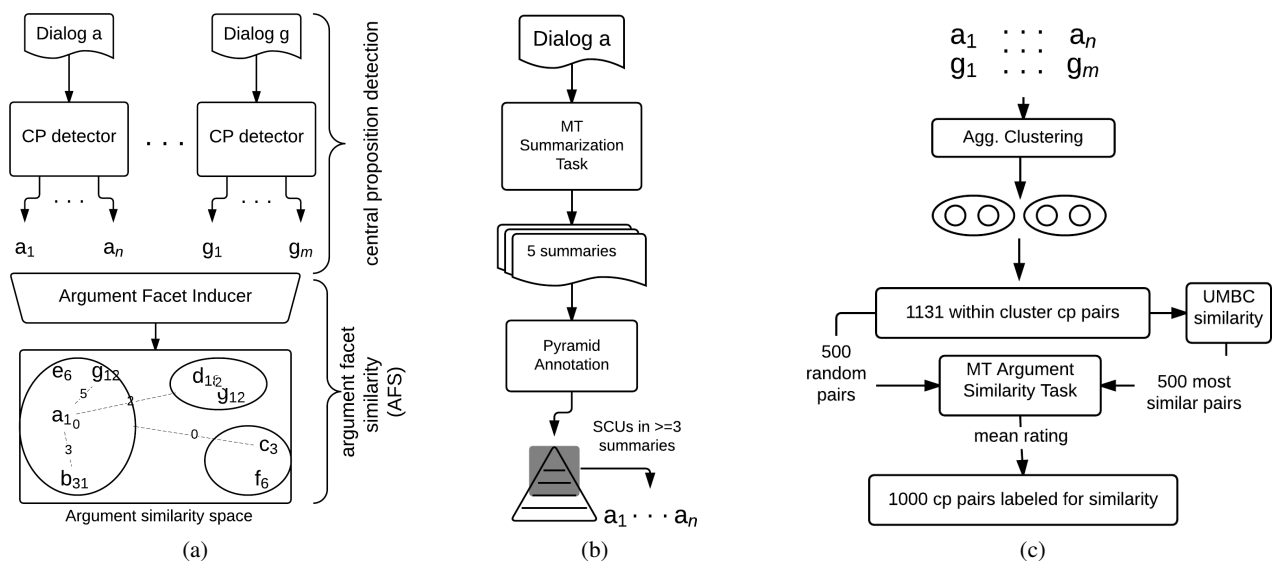 Dialog a
Dialog g
CP detector
. . .
CP detector
. . .
. . .
a1
an
g1
gm
central proposition detection
Argument Facet Inducer
e6
g12
5
a10
2
d12
g12
0
3
b31
c3
f6
Argument similarity space
argument facet
similarity
(AFS)
(a)
Dialog a
MT
Summarization
Task
5 summaries
Pyramid
Annotation
SCUs in >=3
summaries
a1 · · · an
(b)
a1 · · · an
g1 · · · gm
Agg. Clustering
1131 within cluster cp pairs
UMBC
similarity
500
random
pairs
MT Argument
Similarity Task
500 most
similar pairs
mean rating
1000 cp pairs labeled for similarity
(c)